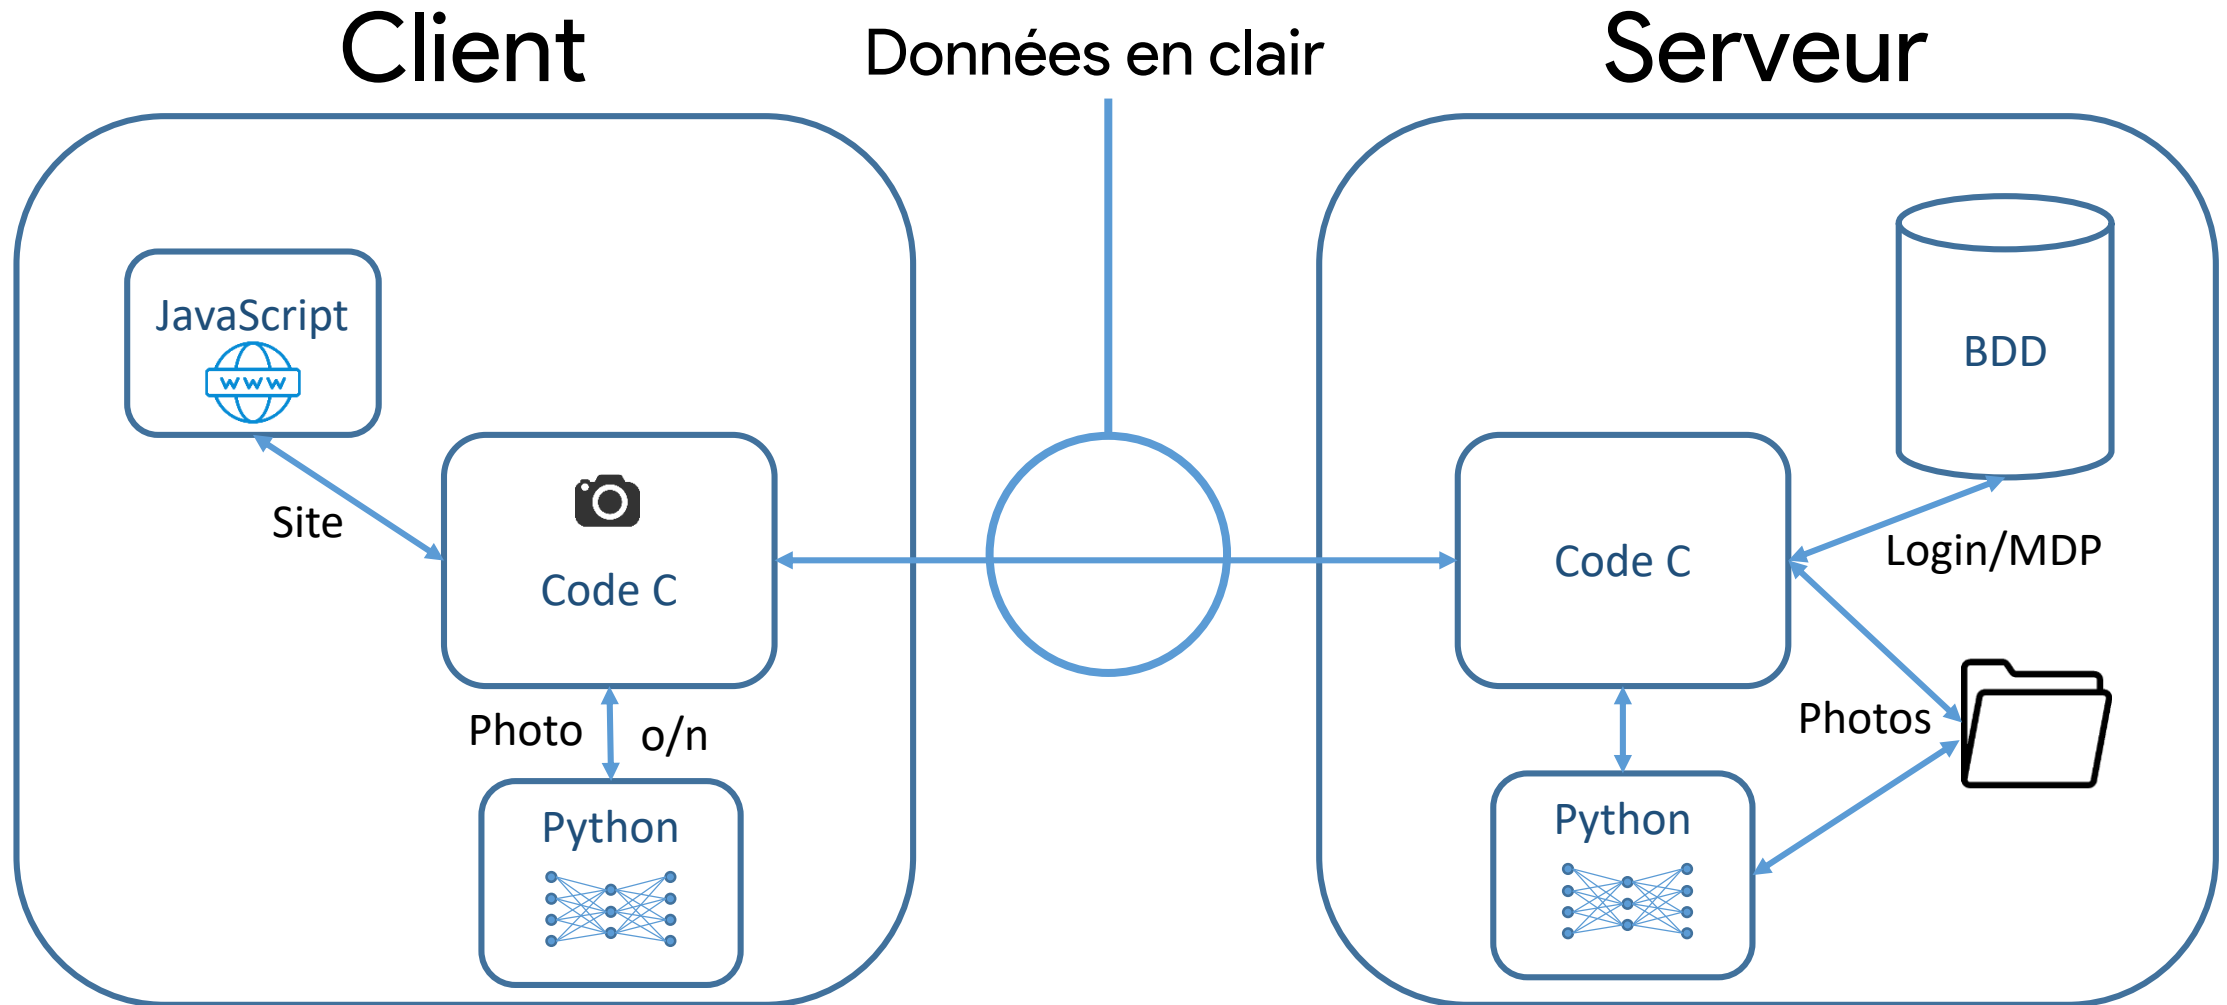 Client
Données en clair
Serveur
JavaScript
www
Site
Code C
Photo
o/n
Python
BDD
Code C
Login/MDP
Photos
Python